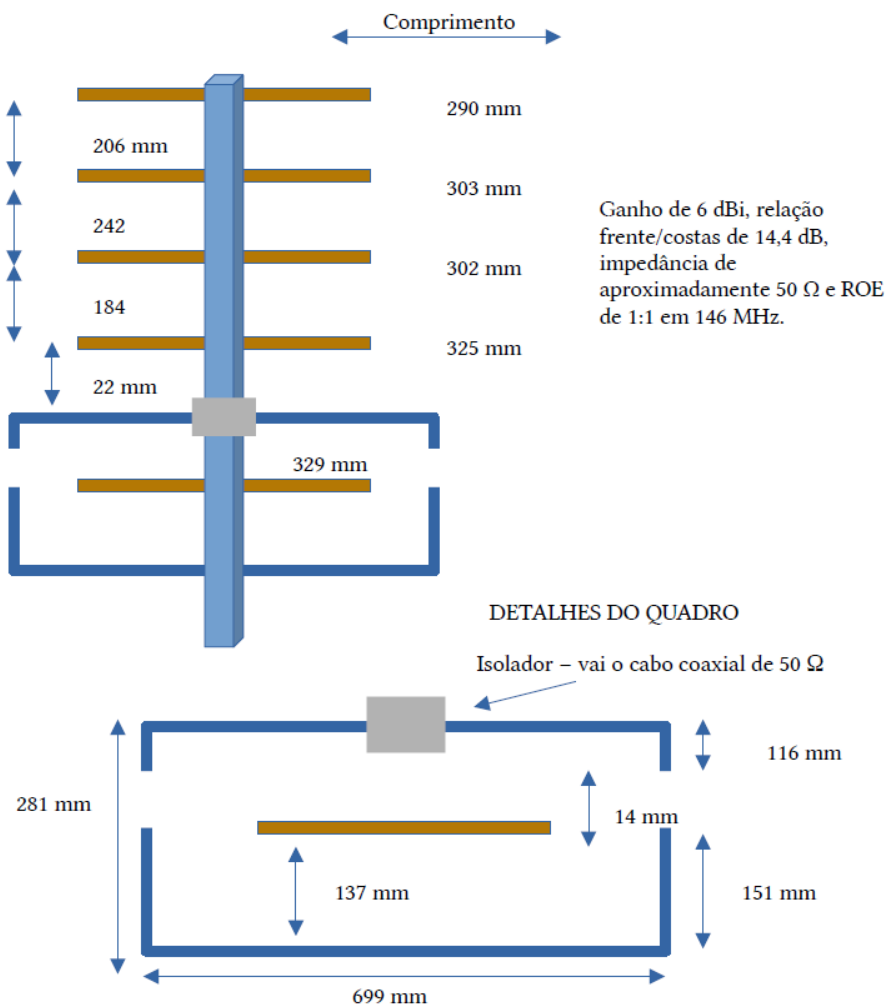 Comprimento
290 mm
206 mm
303 mm
242
302 mm
184
325 mm
22 mm
329 mm
Ganho de 6 dBi, relação
frente/costas de 14,4 dB,
impedância de
aproximadamente 50 Ω e ROE
de 1:1 em 146 MHz.
DETALHES DO QUADRO
Isolador – vai o cabo coaxial de 50 Ω
116 mm
281 mm
14 mm
137 mm
151 mm
699 mm